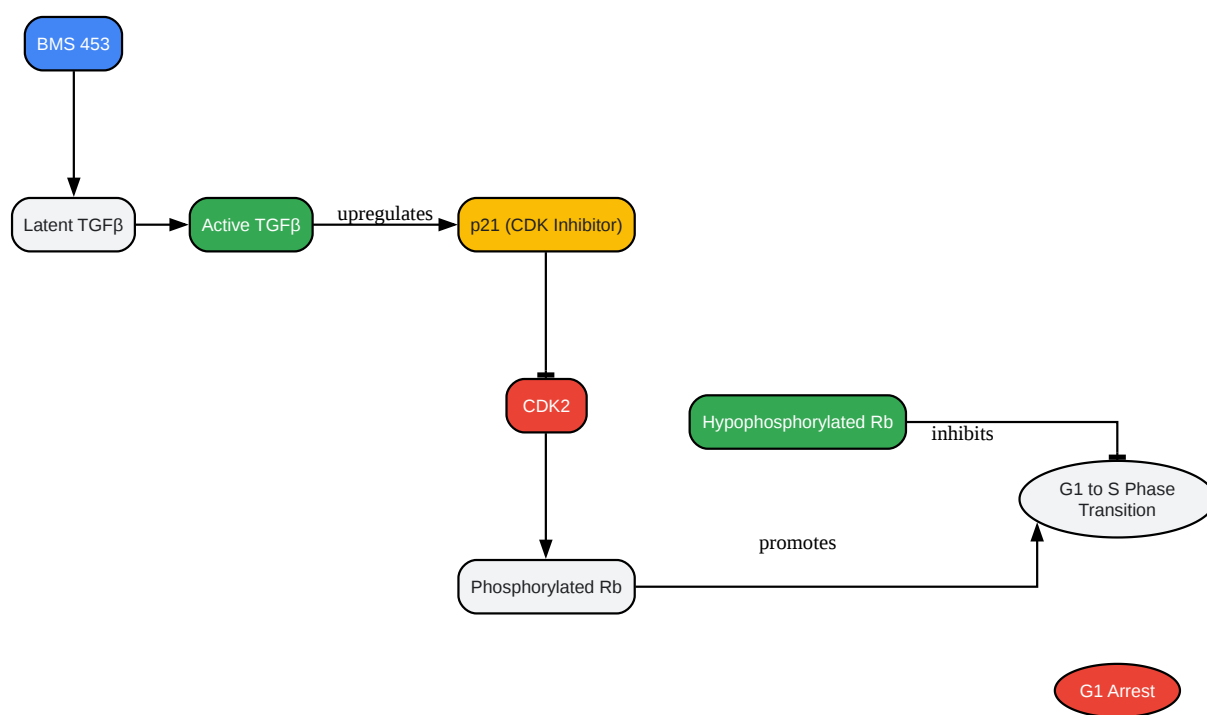 BMS 453
Latent TGFβ
Active TGFβ
upregulates
p21 (CDK Inhibitor)
CDK2
Hypophosphorylated Rb
inhibits
G1 to S Phase
Transition
promotes
Phosphorylated Rb
G1 Arrest